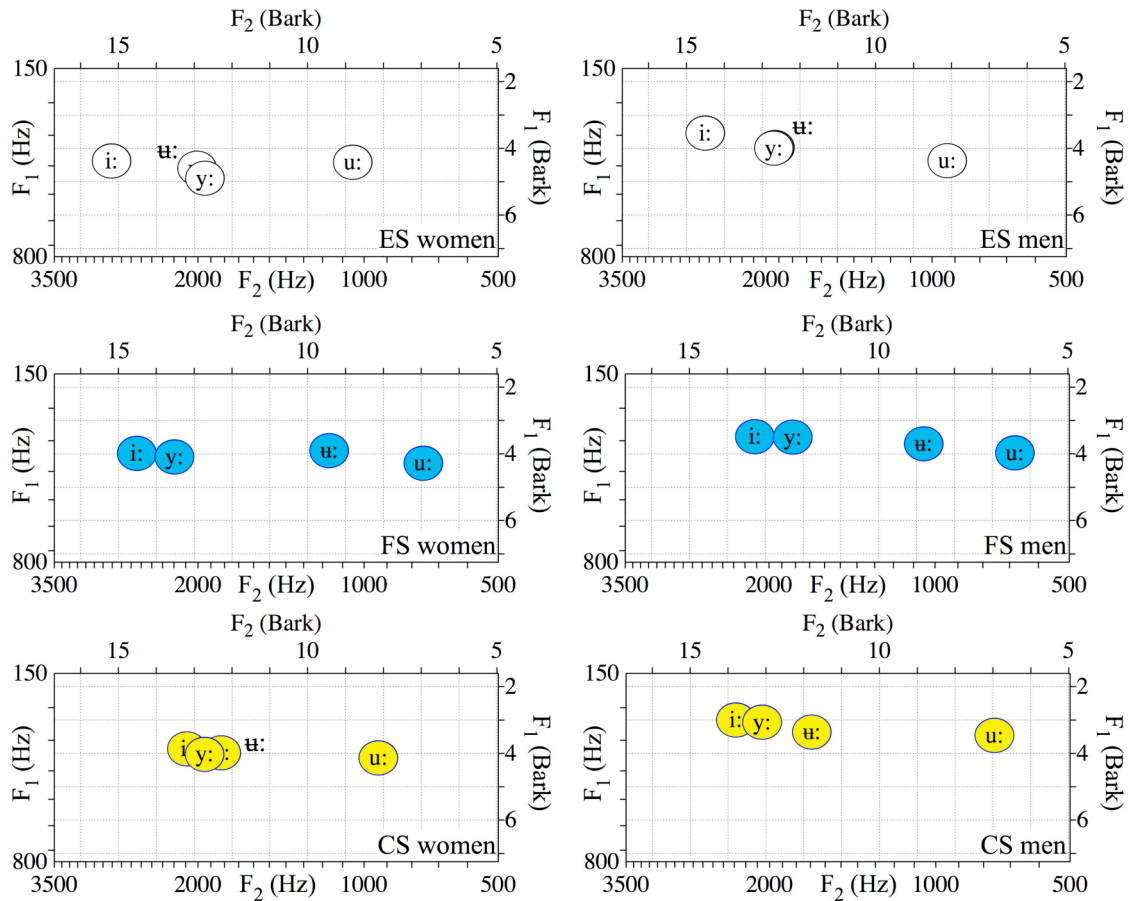 F₂ (Bark)
15 10 5
150
2
4
6
F₁ (Hz)
F₁ (Bark)
i: ʉ: y: u:
ES women
800
3500 2000 F₂ (Hz) 1000 500
F₂ (Bark)
15 10 5
150
2
4
6
F₁ (Hz)
F₁ (Bark)
i: y: ʉ: u:
ES men
800
3500 2000 F₂ (Hz) 1000 500
F₂ (Bark)
15 10 5
150
2
4
6
F₁ (Hz)
F₁ (Bark)
i: y: ʉ: u:
FS women
800
3500 2000 F₂ (Hz) 1000 500
F₂ (Bark)
15 10 5
150
2
4
6
F₁ (Hz)
F₁ (Bark)
i: y: ʉ: u:
FS men
800
3500 2000 F₂ (Hz) 1000 500
F₂ (Bark)
15 10 5
150
2
4
6
F₁ (Hz)
F₁ (Bark)
i y: : ʉ: u:
CS women
800
3500 2000 F₂ (Hz) 1000 500
F₂ (Bark)
15 10 5
150
2
4
6
F₁ (Hz)
F₁ (Bark)
i: y: ʉ: u:
CS men
800
3500 2000 F₂ (Hz) 1000 500